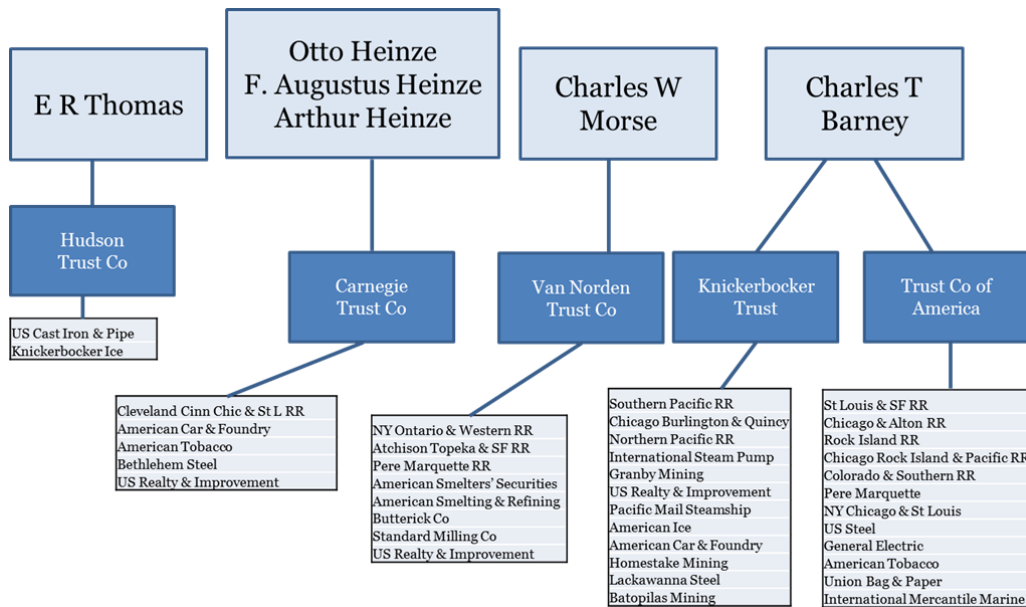 E R Thomas
Otto Heinze
F. Augustus Heinze
Arthur Heinze
Charles W
Morse
Charles T
Barney
Hudson
Trust Co
Carnegie
Trust Co
Van Norden
Trust Co
Knickerbocker
Trust
Trust Co of
America
US Cast Iron & Pipe
Knickerbocker Ice
Cleveland Cinn Chic & St L RR
American Car & Foundry
American Tobacco
Bethlehem Steel
US Realty & Improvement
NY Ontario & Western RR
Atchison Topeka & SF RR
Pere Marquette RR
American Smelters' Securities
American Smelting & Refining
Butterick Co
Standard Milling Co
US Realty & Improvement
Southern Pacific RR
Chicago Burlington & Quincy
Northern Pacific RR
International Steam Pump
Granby Mining
US Realty & Improvement
Pacific Mail Steamship
American Ice
American Car & Foundry
Homestake Mining
Lackawanna Steel
Batopilas Mining
St Louis & SF RR
Chicago & Alton RR
Rock Island RR
Chicago Rock Island & Pacific RR
Colorado & Southern RR
Pere Marquette
NY Chicago & St Louis
US Steel
General Electric
American Tobacco
Union Bag & Paper
International Mercantile Marine